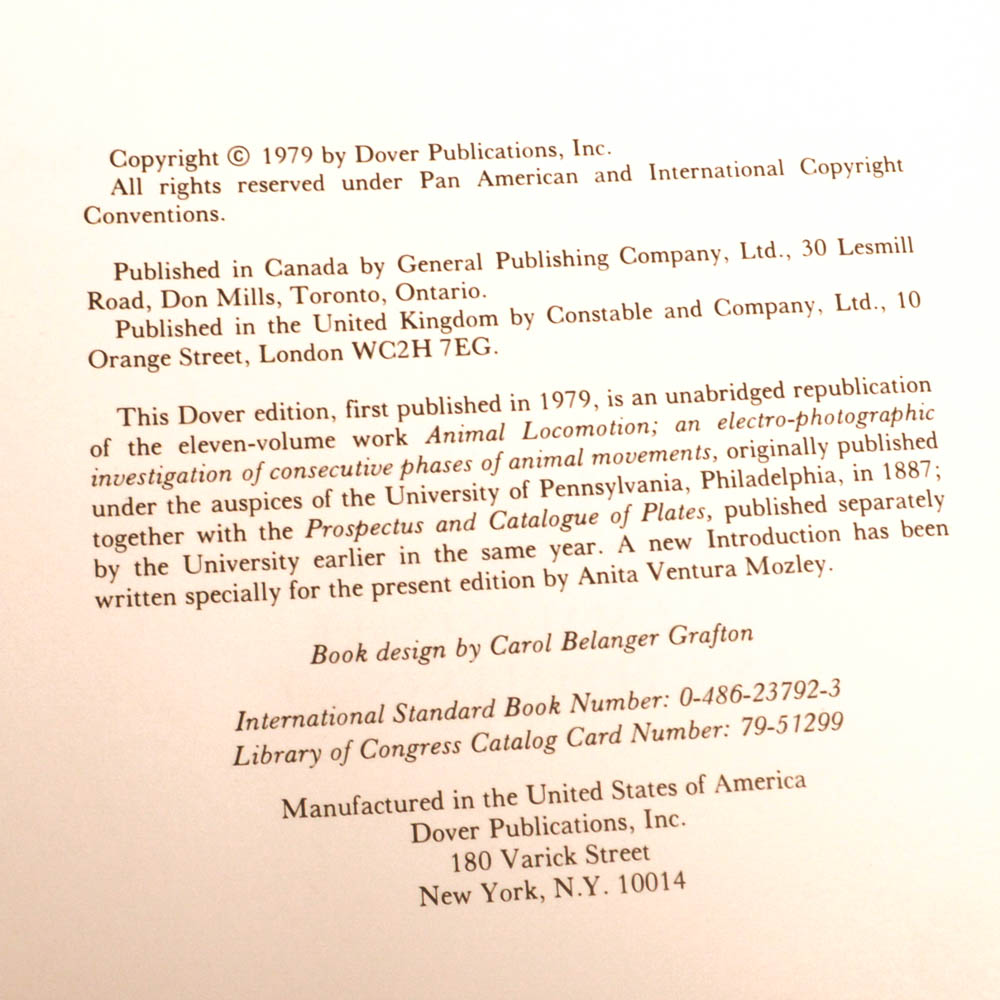 Copyright © 1979 by Dover Publications, Inc.
All rights reserved under Pan American and International Copyright
Conventions.
Published in Canada by General Publishing Company, Ltd., 30 Lesmill
Road, Don Mills, Toronto, Ontario.
Published in the United Kingdom by Constable and Company, Ltd., 10
Orange Street, London WC2H 7EG.
This Dover edition, first published in 1979, is an unabridged republication
of the eleven-volume work Animal Locomotion; an electro-photographic
investigation of consecutive phases of animal movements, originally published
under the auspices of the University of Pennsylvania, Philadelphia, in 1887;
together with the Prospectus and Catalogue of Plates, published separately
by the University earlier in the same year. A new Introduction has been
written specially for the present edition by Anita Ventura Mozley.
Book design by Carol Belanger Grafton
International Standard Book Number: 0-486-23792-3
Library of Congress Catalog Card Number: 79-51299
Manufactured in the United States of America
Dover Publications, Inc.
180 Varick Street
New York, N.Y. 10014